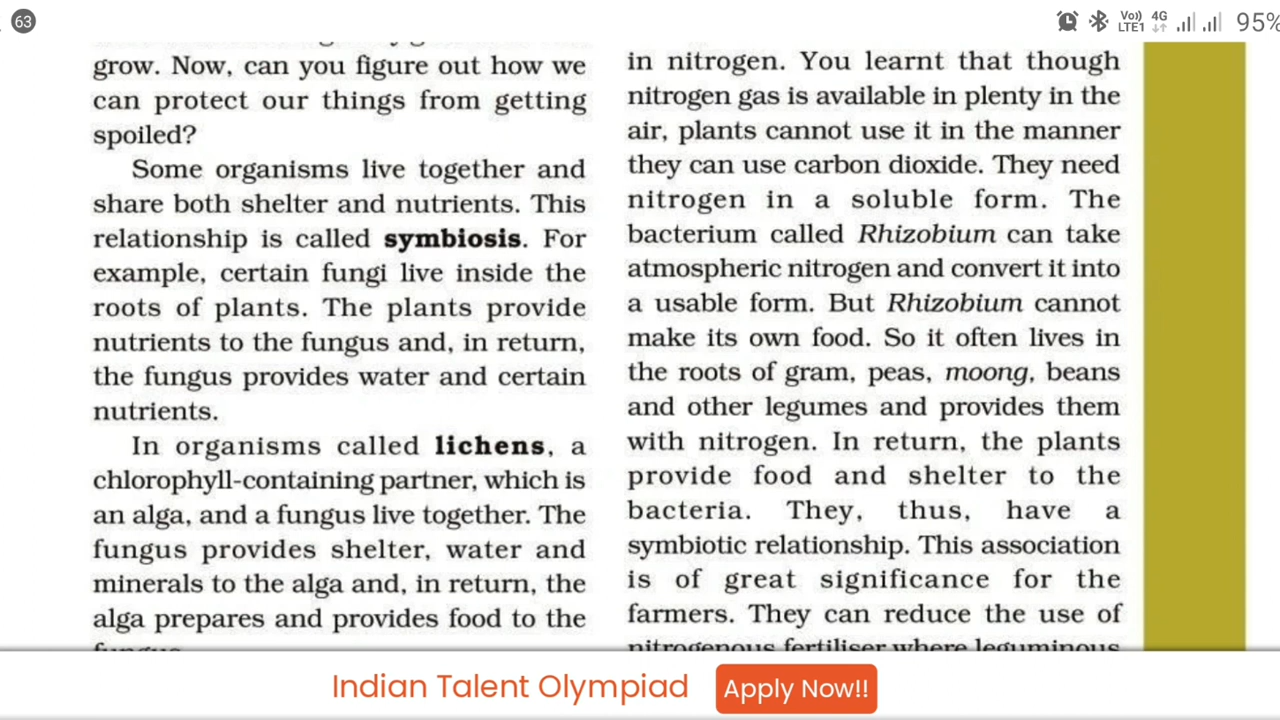 63
Vo)) 4G
LTE1
95%
grow. Now, can you figure out how we
can protect our things from getting
spoiled?
Some organisms live together and
share both shelter and nutrients. This
relationship is called symbiosis. For
example, certain fungi live inside the
roots of plants. The plants provide
nutrients to the fungus and, in return,
the fungus provides water and certain
nutrients.
In organisms called lichens, a
chlorophyll-containing partner, which is
an alga, and a fungus live together. The
fungus provides shelter, water and
minerals to the alga and, in return, the
alga prepares and provides food to the
in nitrogen. You learnt that though
nitrogen gas is available in plenty in the
air, plants cannot use it in the manner
they can use carbon dioxide. They need
nitrogen in a soluble form. The
bacterium called Rhizobium can take
atmospheric nitrogen and convert it into
a usable form. But Rhizobium cannot
make its own food. So it often lives in
the roots of gram, peas, moong, beans
and other legumes and provides them
with nitrogen. In return, the plants
provide food and shelter to the
bacteria. They, thus, have a
symbiotic relationship. This association
is of great significance for the
farmers. They can reduce the use of
nitrogenous fertiliser where leguminous
Indian Talent Olympiad
Apply Now!!